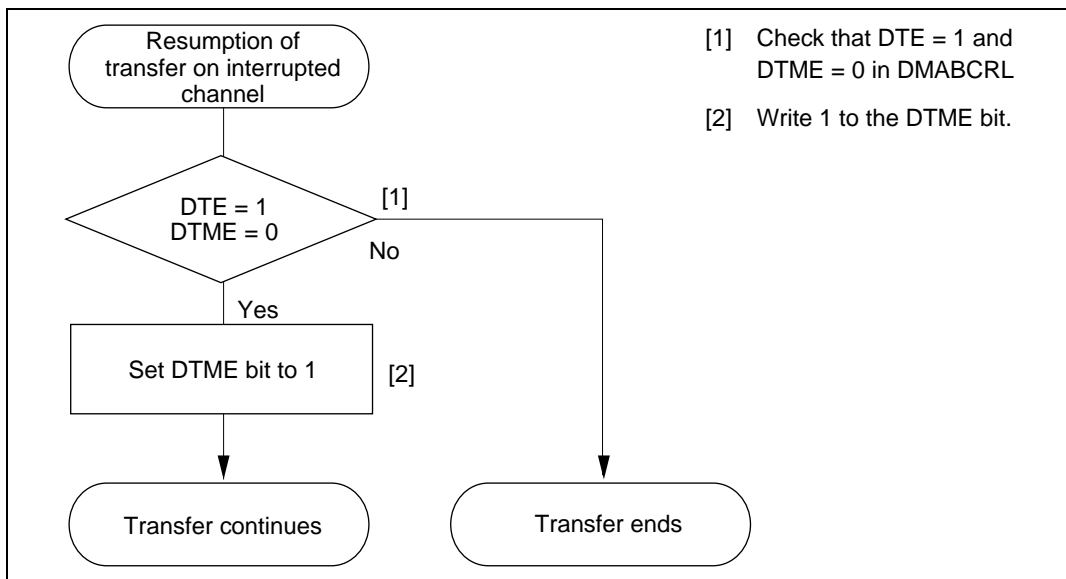 Resumption of
transfer on interrupted
channel
[1] Check that DTE = 1 and
DTME = 0 in DMABCRL
[2] Write 1 to the DTME bit.
DTE = 1
DTME = 0
[1]
No
Yes
Set DTME bit to 1
[2]
Transfer continues
Transfer ends